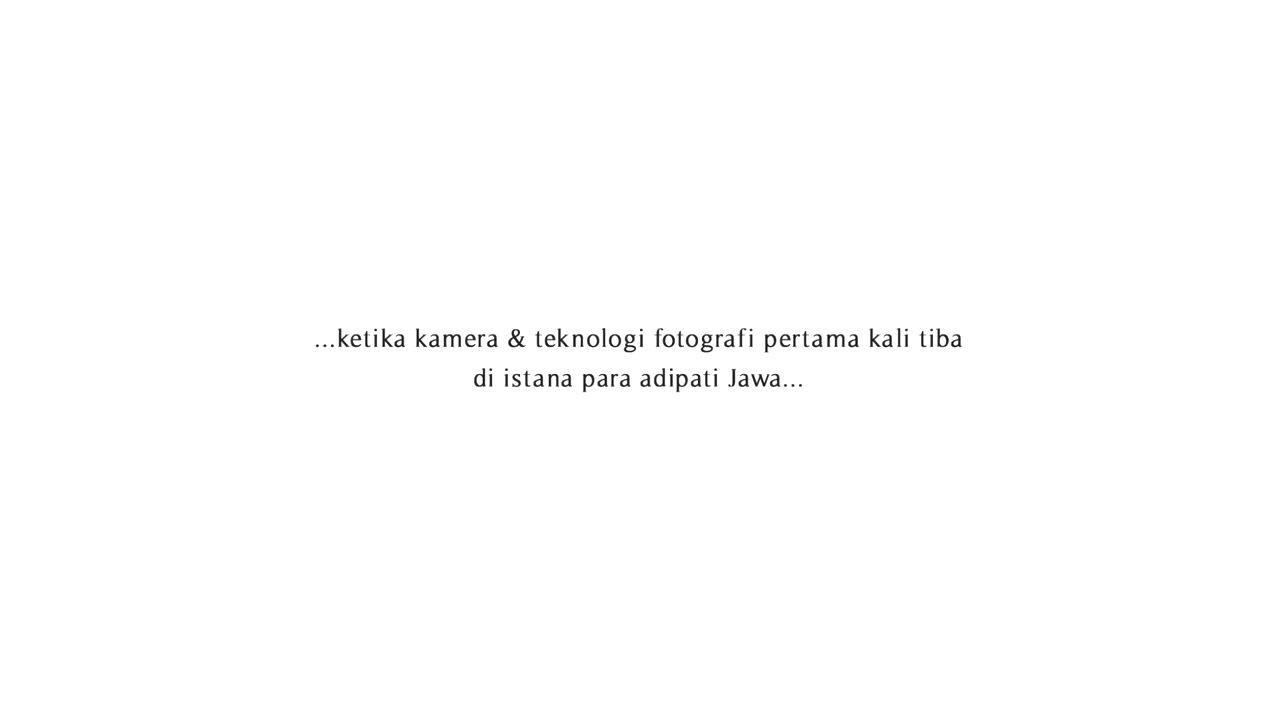 ...ketika kamera & teknologi fotografi pertama kali tiba
di istana para adipati Jawa...